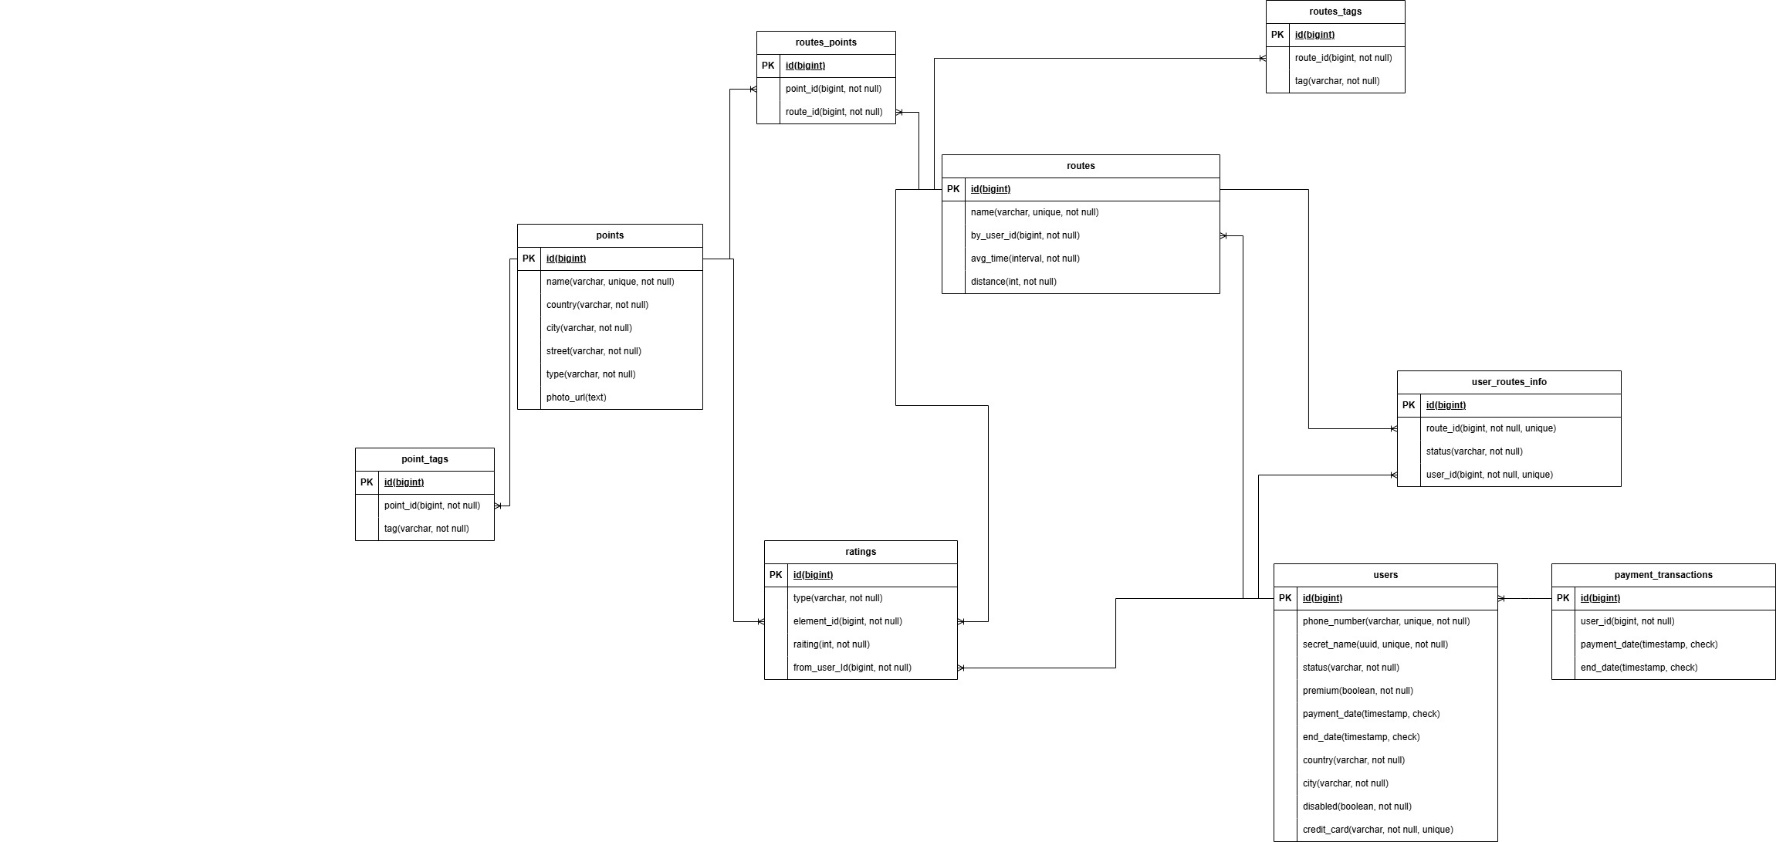 routes_tags
PK id(bigint)
route_id(bigint, not null)
tag(varchar, not null)
routes_points
PK id(bigint)
point_id(bigint, not null)
route_id(bigint, not null)
routes
PK id(bigint)
name(varchar, unique, not null)
by_user_id(bigint, not null)
avg_time(interval, not null)
distance(int, not null)
points
PK id(bigint)
name(varchar, unique, not null)
country(varchar, not null)
city(varchar, not null)
street(varchar, not null)
type(varchar, not null)
photo_url(text)
user_routes_info
PK id(bigint)
route_id(bigint, not null, unique)
status(varchar, not null)
user_id(bigint, not null, unique)
point_tags
PK id(bigint)
point_id(bigint, not null)
tag(varchar, not null)
ratings
PK id(bigint)
type(varchar, not null)
element_id(bigint, not null)
raiting(int, not null)
from_user_Id(bigint, not null)
users
PK id(bigint)
phone_number(varchar, unique, not null)
secret_name(uuid, unique, not null)
status(varchar, not null)
premium(boolean, not null)
payment_date(timestamp, check)
end_date(timestamp, check)
country(varchar, not null)
city(varchar, not null)
disabled(boolean, not null)
credit_card(varchar, not null, unique)
payment_transactions
PK id(bigint)
user_id(bigint, not null)
payment_date(timestamp, check)
end_date(timestamp, check)